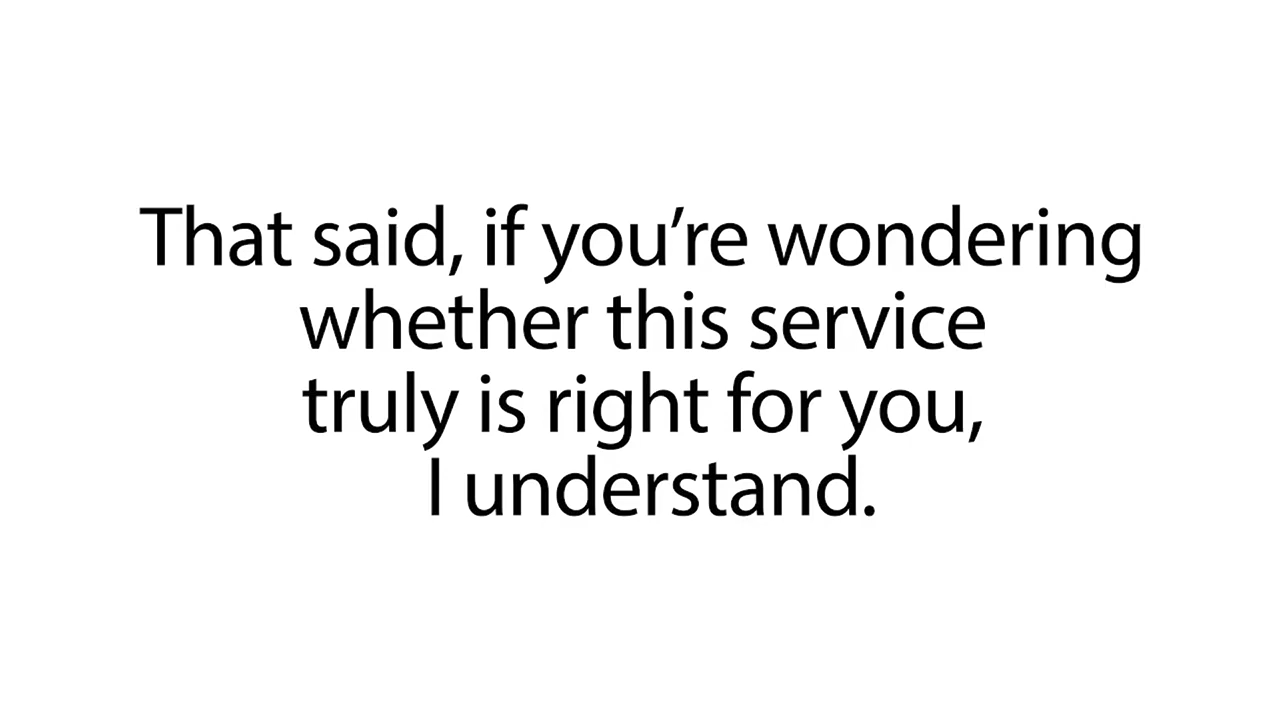 That said, if you’re wondering
whether this service
truly is right for you,
I understand.